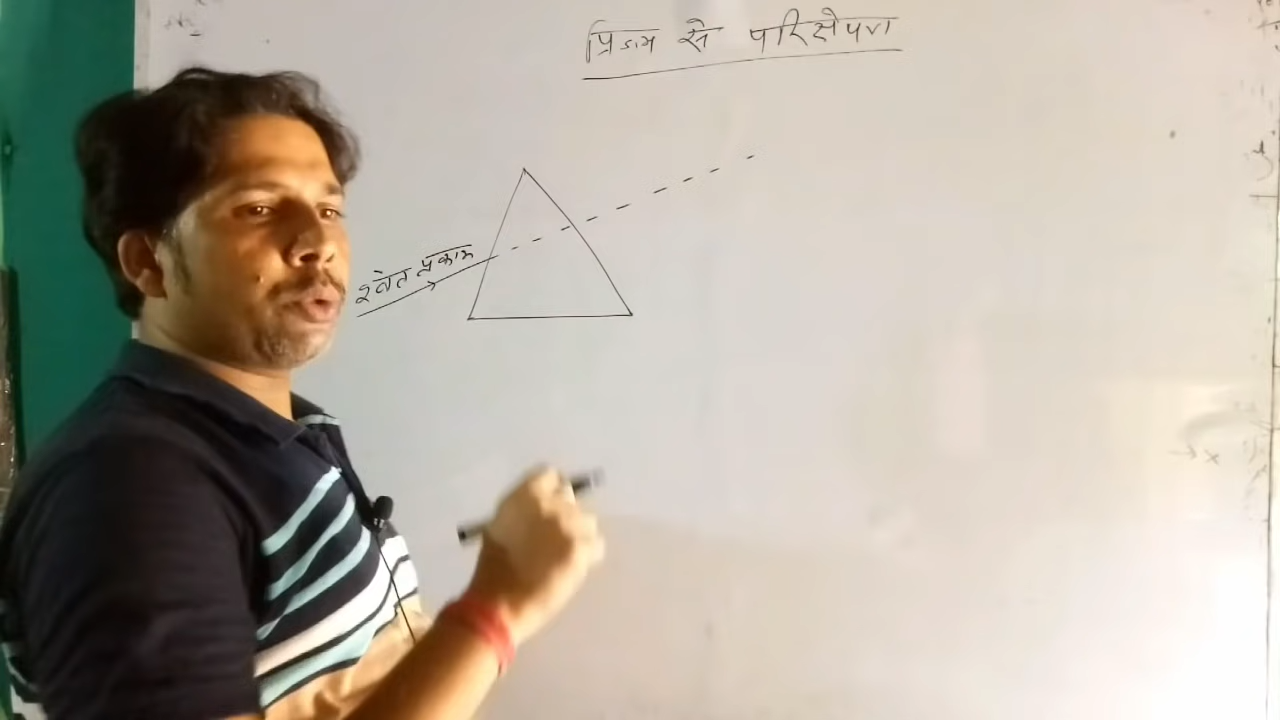 प्रिज्म से परिक्षेपण
श्वेत प्रकाश
→ x